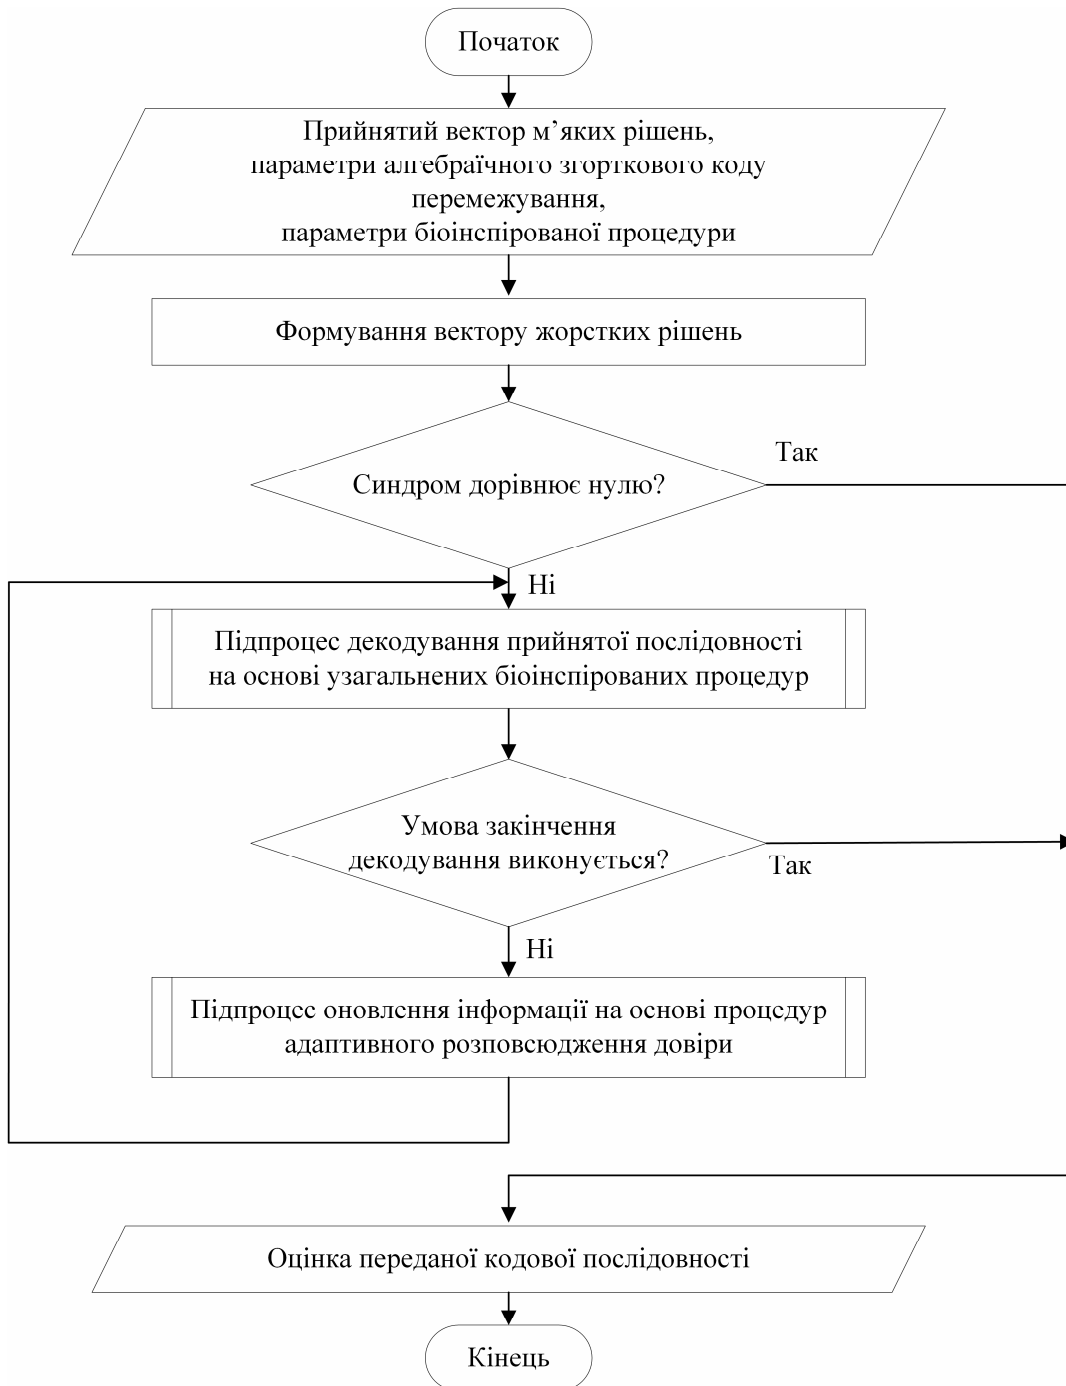 Початок
Прийнятий вектор м’яких рішень,
параметри алгебраїчного згорткового коду
перемежування,
параметри біоінспірованої процедури
Формування вектору жорстких рішень
Так
Синдром дорівнює нулю?
Ні
Підпроцес декодування прийнятої послідовності
на основі узагальнених біоінспірованих процедур
Умова закінчення
декодування виконується?
Так
Ні
Підпроцес оновлення інформації на основі процедур
адаптивного розповсюдження довіри
Оцінка переданої кодової послідовності
Кінець